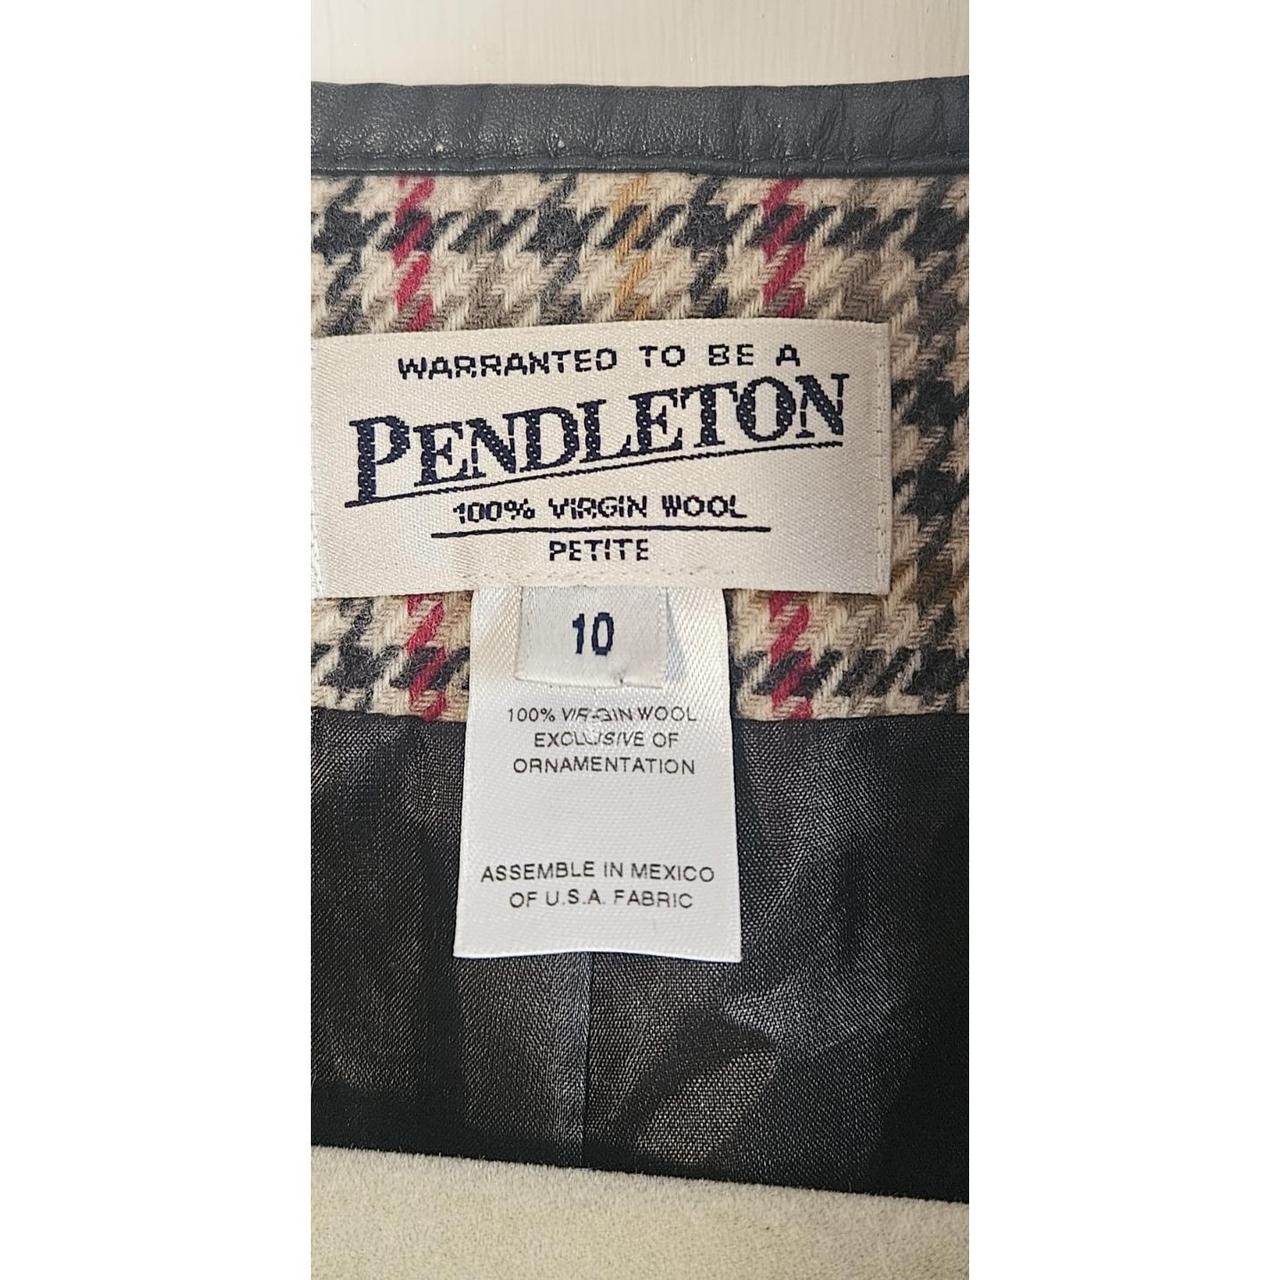 WARRANTED TO BE A
PENDLETON
100% VIRGIN WOOL
PETITE
10
100% VIRGIN WOOL
EXCLUSIVE OF
ORNAMENTATION
ASSEMBLE IN MEXICO
OF U.S.A. FABRIC